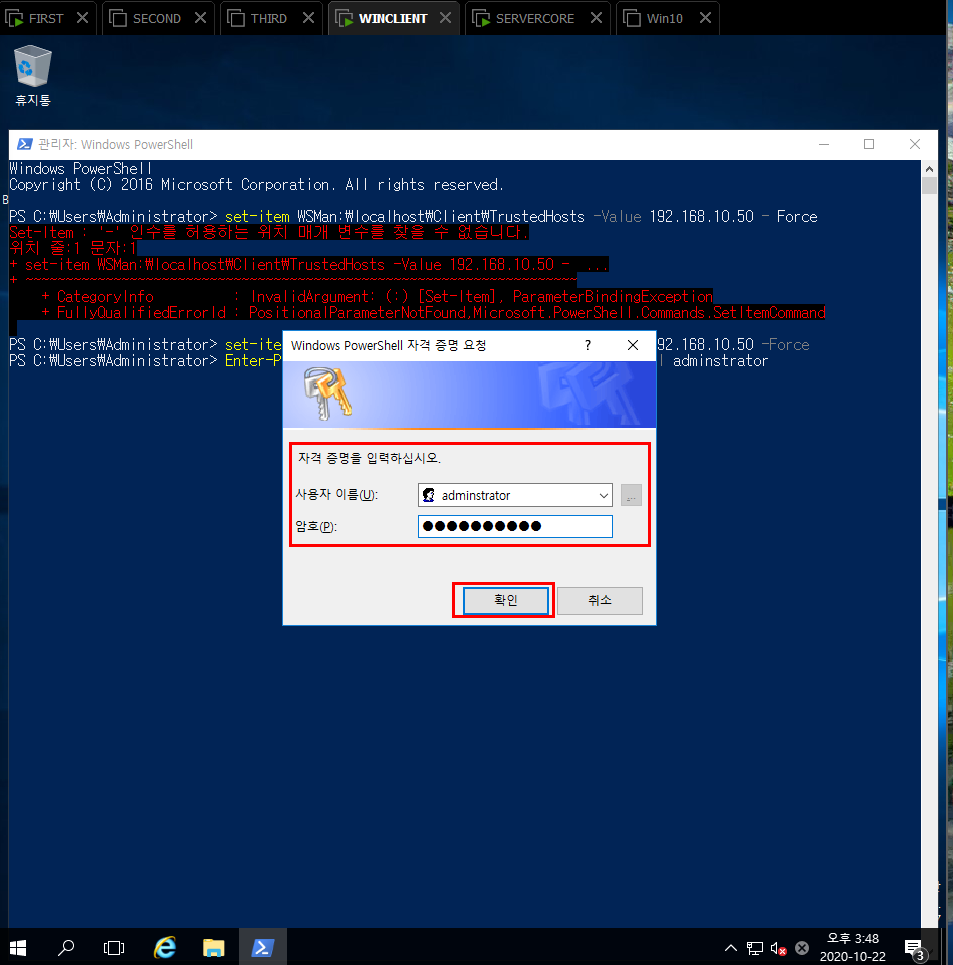 FIRST
SECOND
THIRD
WINCLIENT
SERVERCORE
Win10
휴지통
관리자: Windows PowerShell
Windows PowerShell
Copyright (C) 2016 Microsoft Corporation. All rights reserved.
B
PS C:₩Users₩Administrator> set-item WSMan:₩localhost₩Client₩TrustedHosts -Value 192.168.10.50 - Force
Set-Item : '-' 인수를 허용하는 위치 매개 변수를 찾을 수 없습니다.
위치 줄:1 문자:1
+ set-item WSMan:₩localhost₩Client₩TrustedHosts -Value 192.168.10.50 - ...
+ ~~~~~~~~~~~~~~~~~~~~~~~~~~~~~~~~~~~~~~~~~~~~~~~~~~~~~~~~~~~~~~~~~~~~~
+ CategoryInfo : InvalidArgument: (:) [Set-Item], ParameterBindingException
+ FullyQualifiedErrorId : PositionalParameterNotFound,Microsoft.PowerShell.Commands.SetItemCommand
PS C:₩Users₩Administrator> set-ite 92.168.10.50 -Force
PS C:₩Users₩Administrator> Enter-P adminstrator
Windows PowerShell 자격 증명 요청
?
자격 증명을 입력하십시오.
사용자 이름(U): adminstrator
...
암호(P): ●●●●●●●●●●
확인
취소
오후 3:48
2020-10-22
3